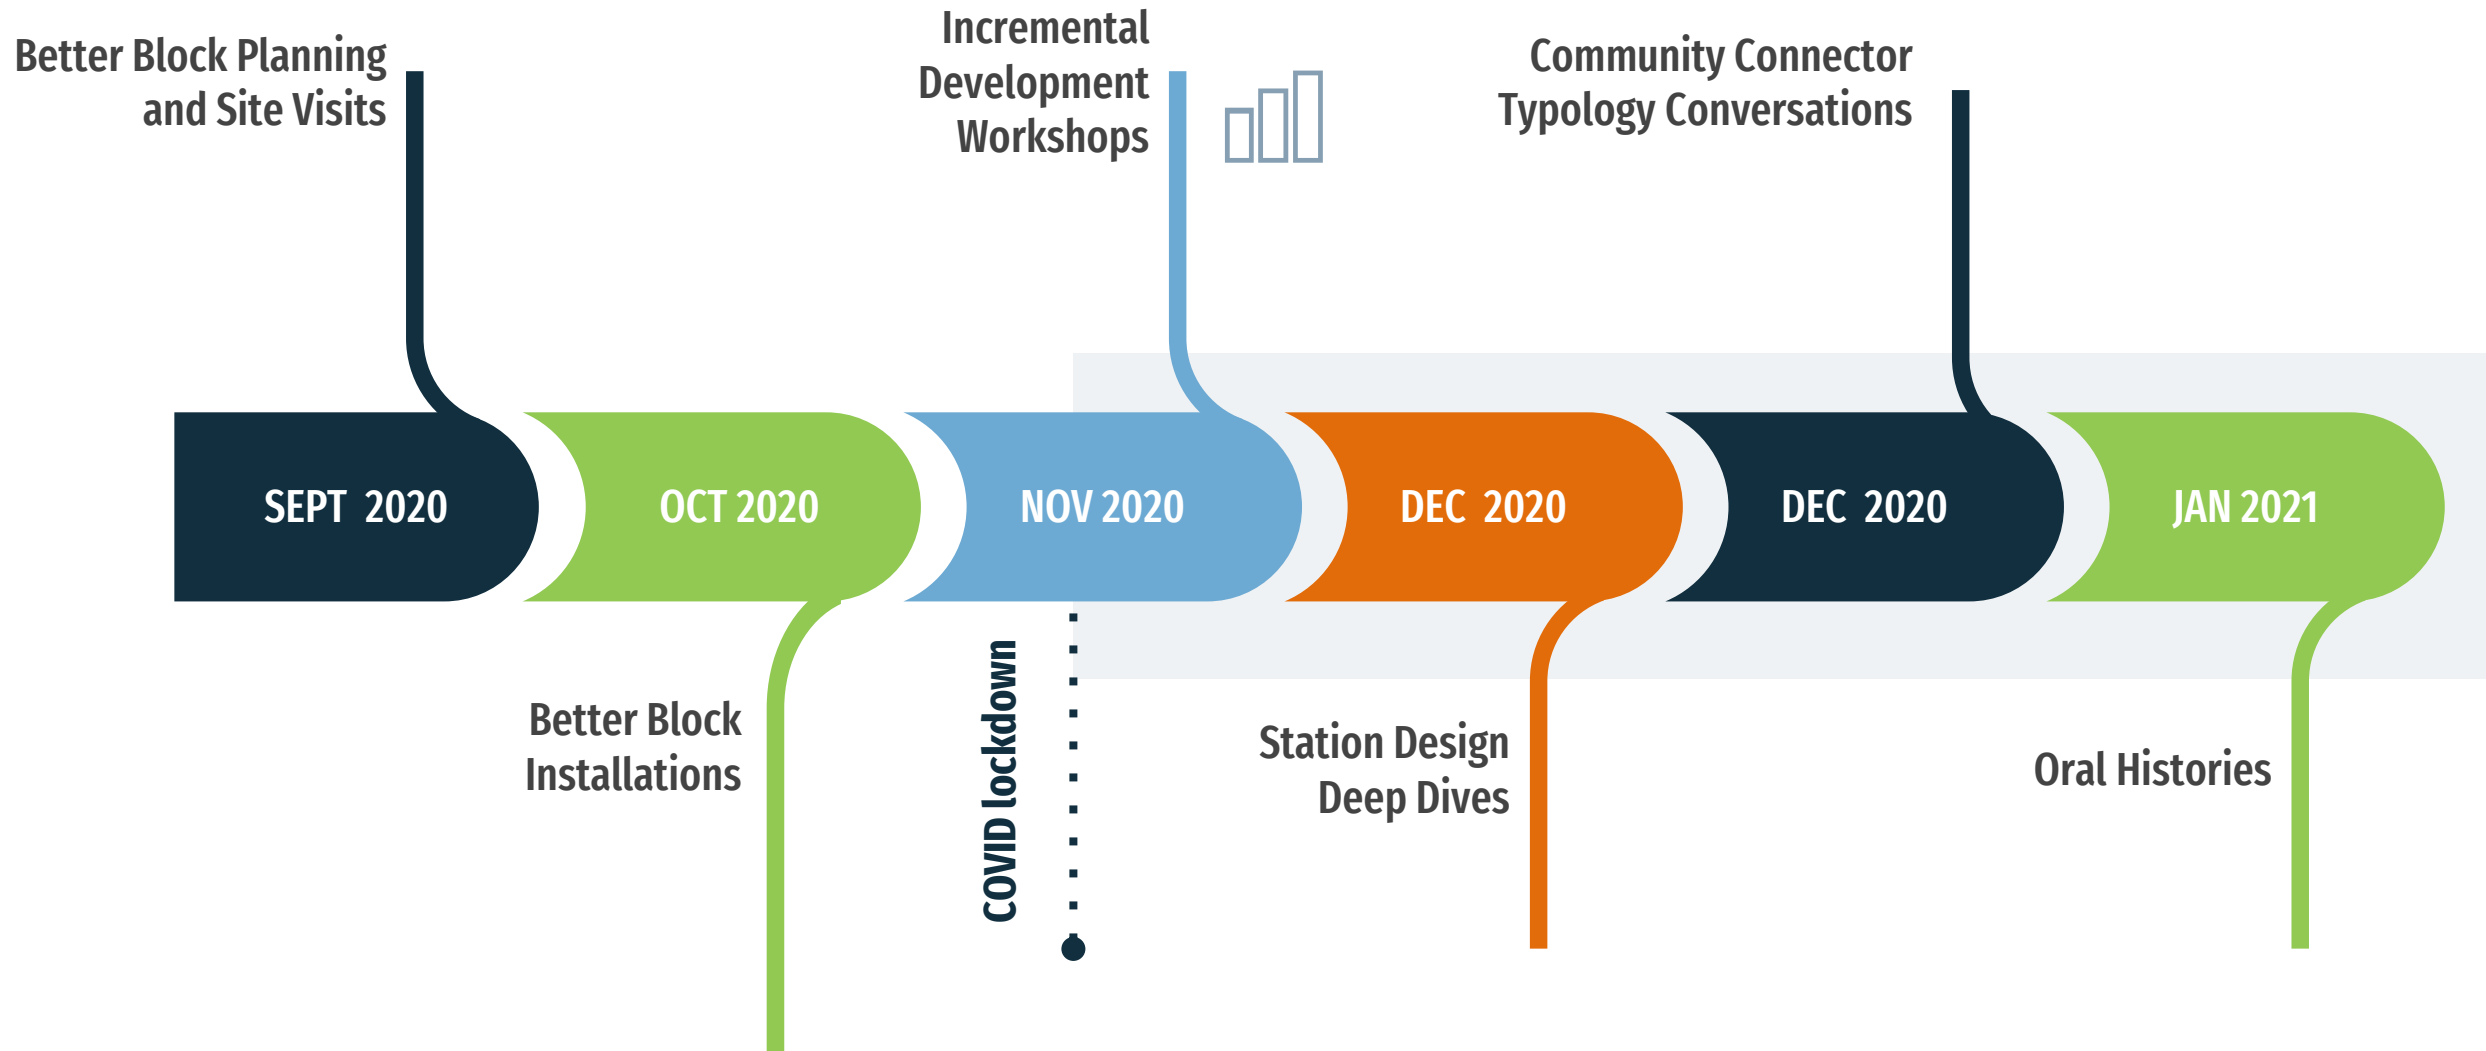 Better Block Planning
and Site Visits
Incremental
Development
Workshops
Community Connector
Typology Conversations
SEPT 2020
OCT 2020
NOV 2020
DEC 2020
DEC 2020
JAN 2021
Better Block
Installations
COVID lockdown
Station Design
Deep Dives
Oral Histories